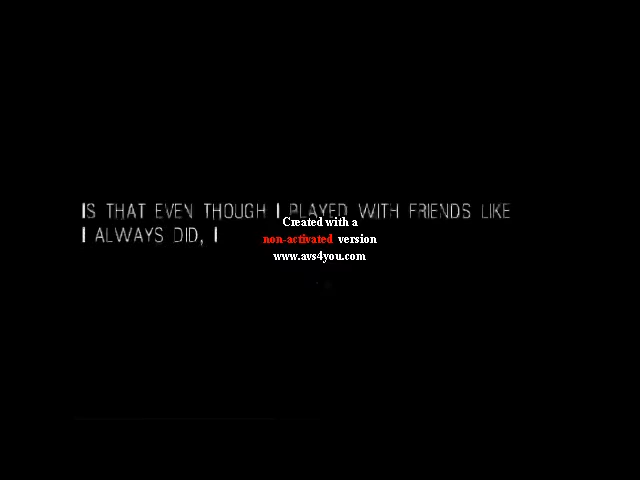 IS THAT EVEN THOUGH I PLAYED WITH FRIENDS LIKE
I ALWAYS DID, I
Created with a
non-activated version
www.avs4you.com